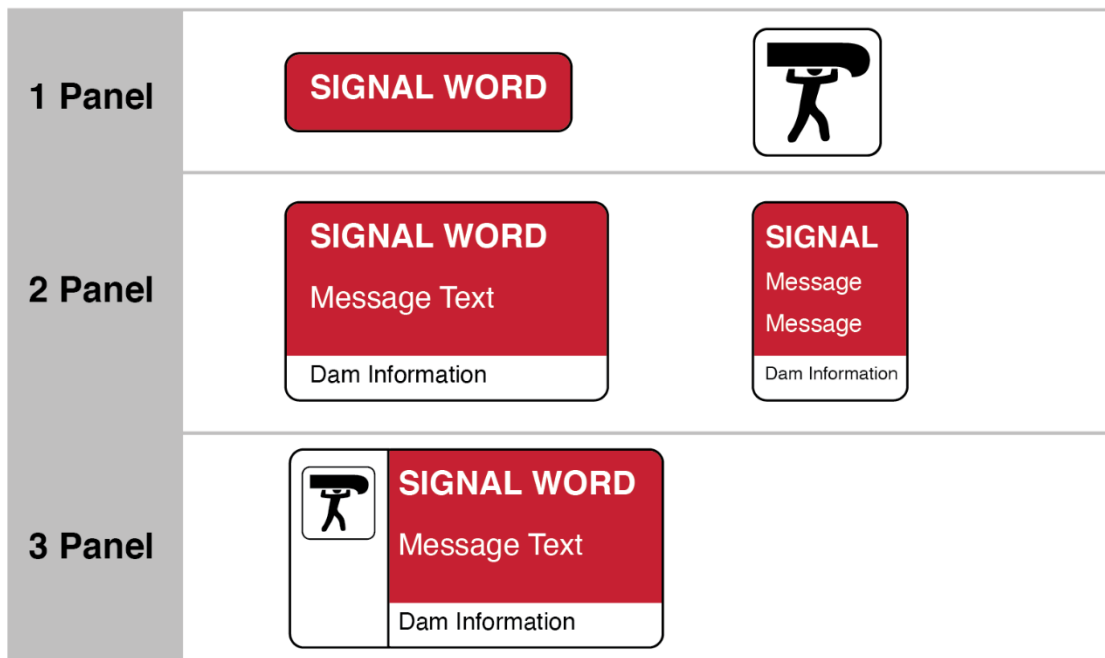 1 Panel
SIGNAL WORD
2 Panel
SIGNAL WORD
Message Text
Dam Information
SIGNAL
Message
Message
Dam Information
3 Panel
SIGNAL WORD
Message Text
Dam Information